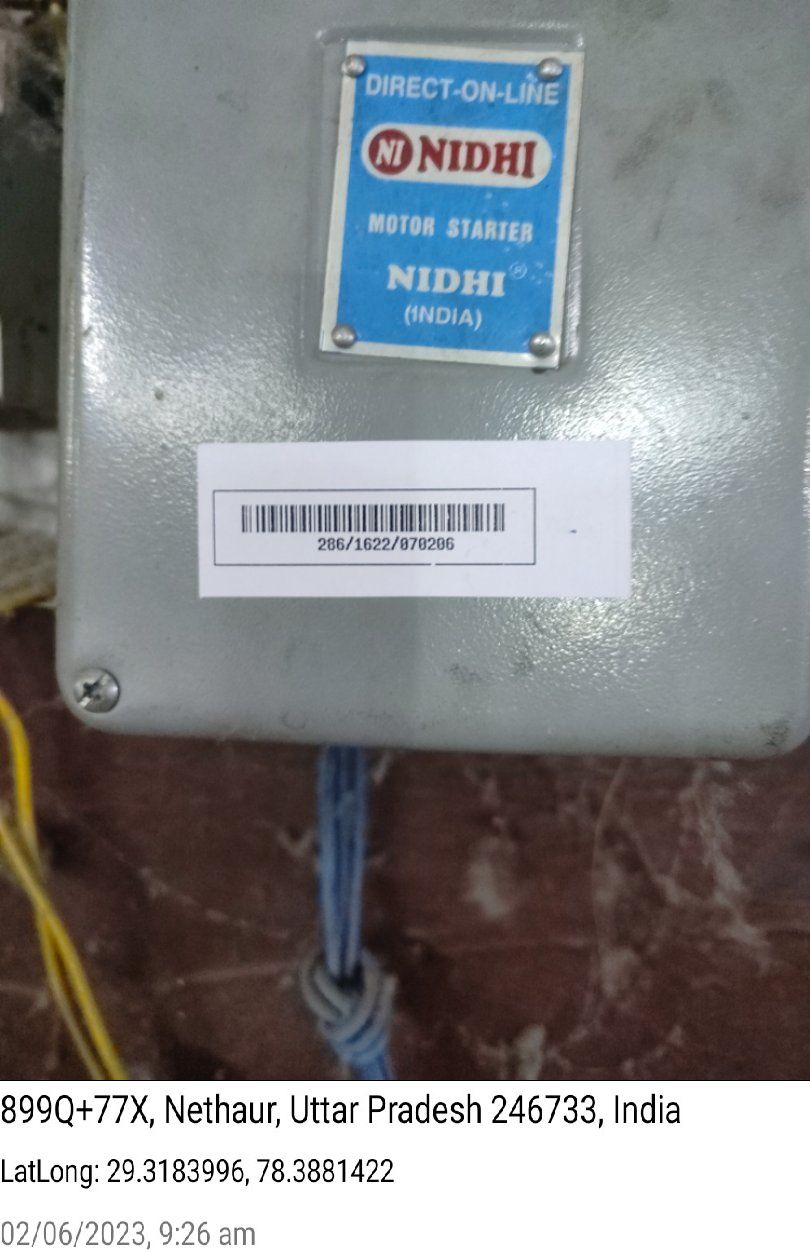 DIRECT-ON-LINE
NI NIDHI
MOTOR STARTER
NIDHI®
(INDIA)
286/1622/070206
899Q+77X, Nethaur, Uttar Pradesh 246733, India
LatLong: 29.3183996, 78.3881422
02/06/2023, 9:26 am